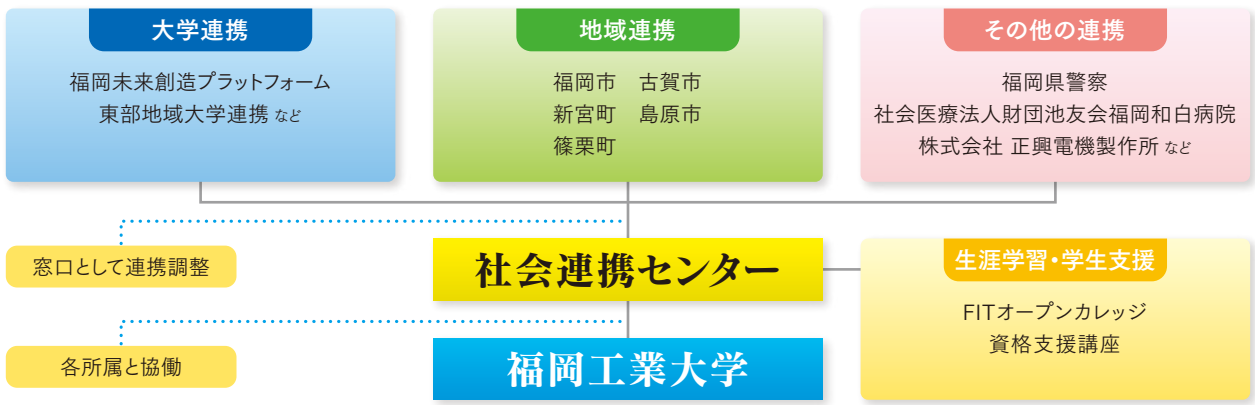 大学連携
福岡未来創造プラットフォーム
東部地域大学連携 など
地域連携
福岡市　古賀市
新宮町　島原市
篠栗町
その他の連携
福岡県警察
社会医療法人財団池友会福岡和白病院
株式会社 正興電機製作所 など
窓口として連携調整
社会連携センター
生涯学習・学生支援
FITオープンカレッジ
資格支援講座
各所属と協働
福岡工業大学